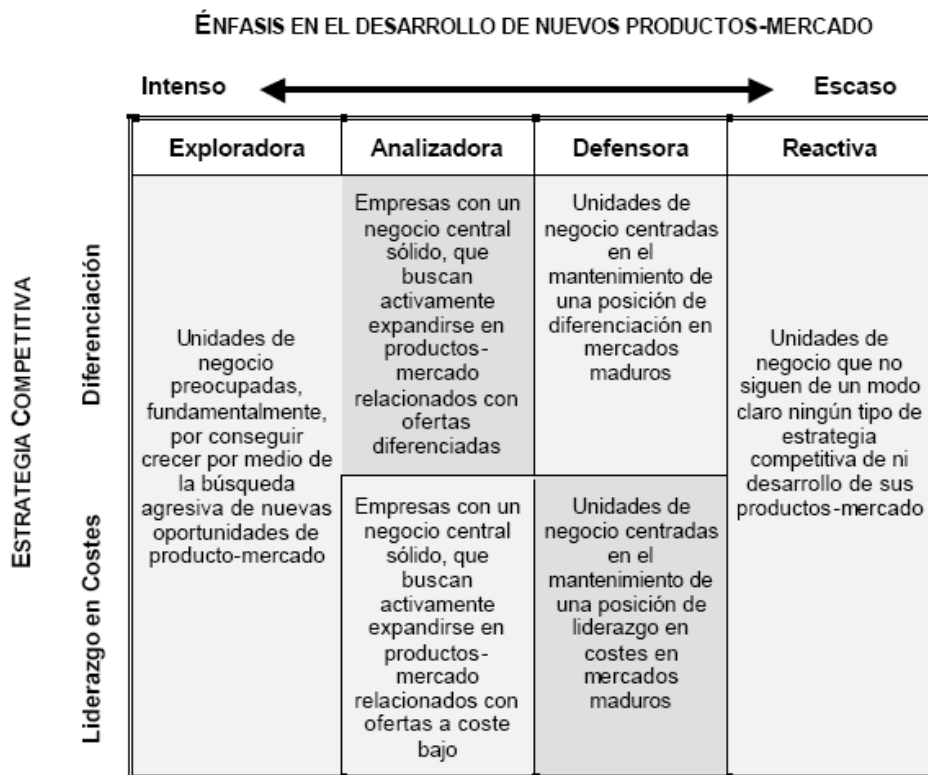 ÉNFASIS EN EL DESARROLLO DE NUEVOS PRODUCTOS-MERCADO
Intenso
Escaso
Exploradora
Analizadora
Defensora
Reactiva
ESTRATEGIA COMPETITIVA
Diferenciación
Liderazgo en Costes
Unidades de
negocio
preocupadas,
fundamentalmente,
por conseguir
crecer por medio de
la búsqueda
agresiva de nuevas
oportunidades de
producto-mercado
Empresas con un
negocio central
sólido, que
buscan
activamente
expandirse en
productos-
mercado
relacionados con
ofertas
diferenciadas
Unidades de
negocio centradas
en el
mantenimiento de
una posición de
diferenciación en
mercados
maduros
Unidades de
negocio que no
siguen de un modo
claro ningún tipo de
estrategia
competitiva de ni
desarrollo de sus
productos-mercado
Empresas con un
negocio central
sólido, que
buscan
activamente
expandirse en
productos-
mercado
relacionados con
ofertas a coste
bajo
Unidades de
negocio centradas
en el
mantenimiento de
una posición de
liderazgo en
costes en
mercados
maduros